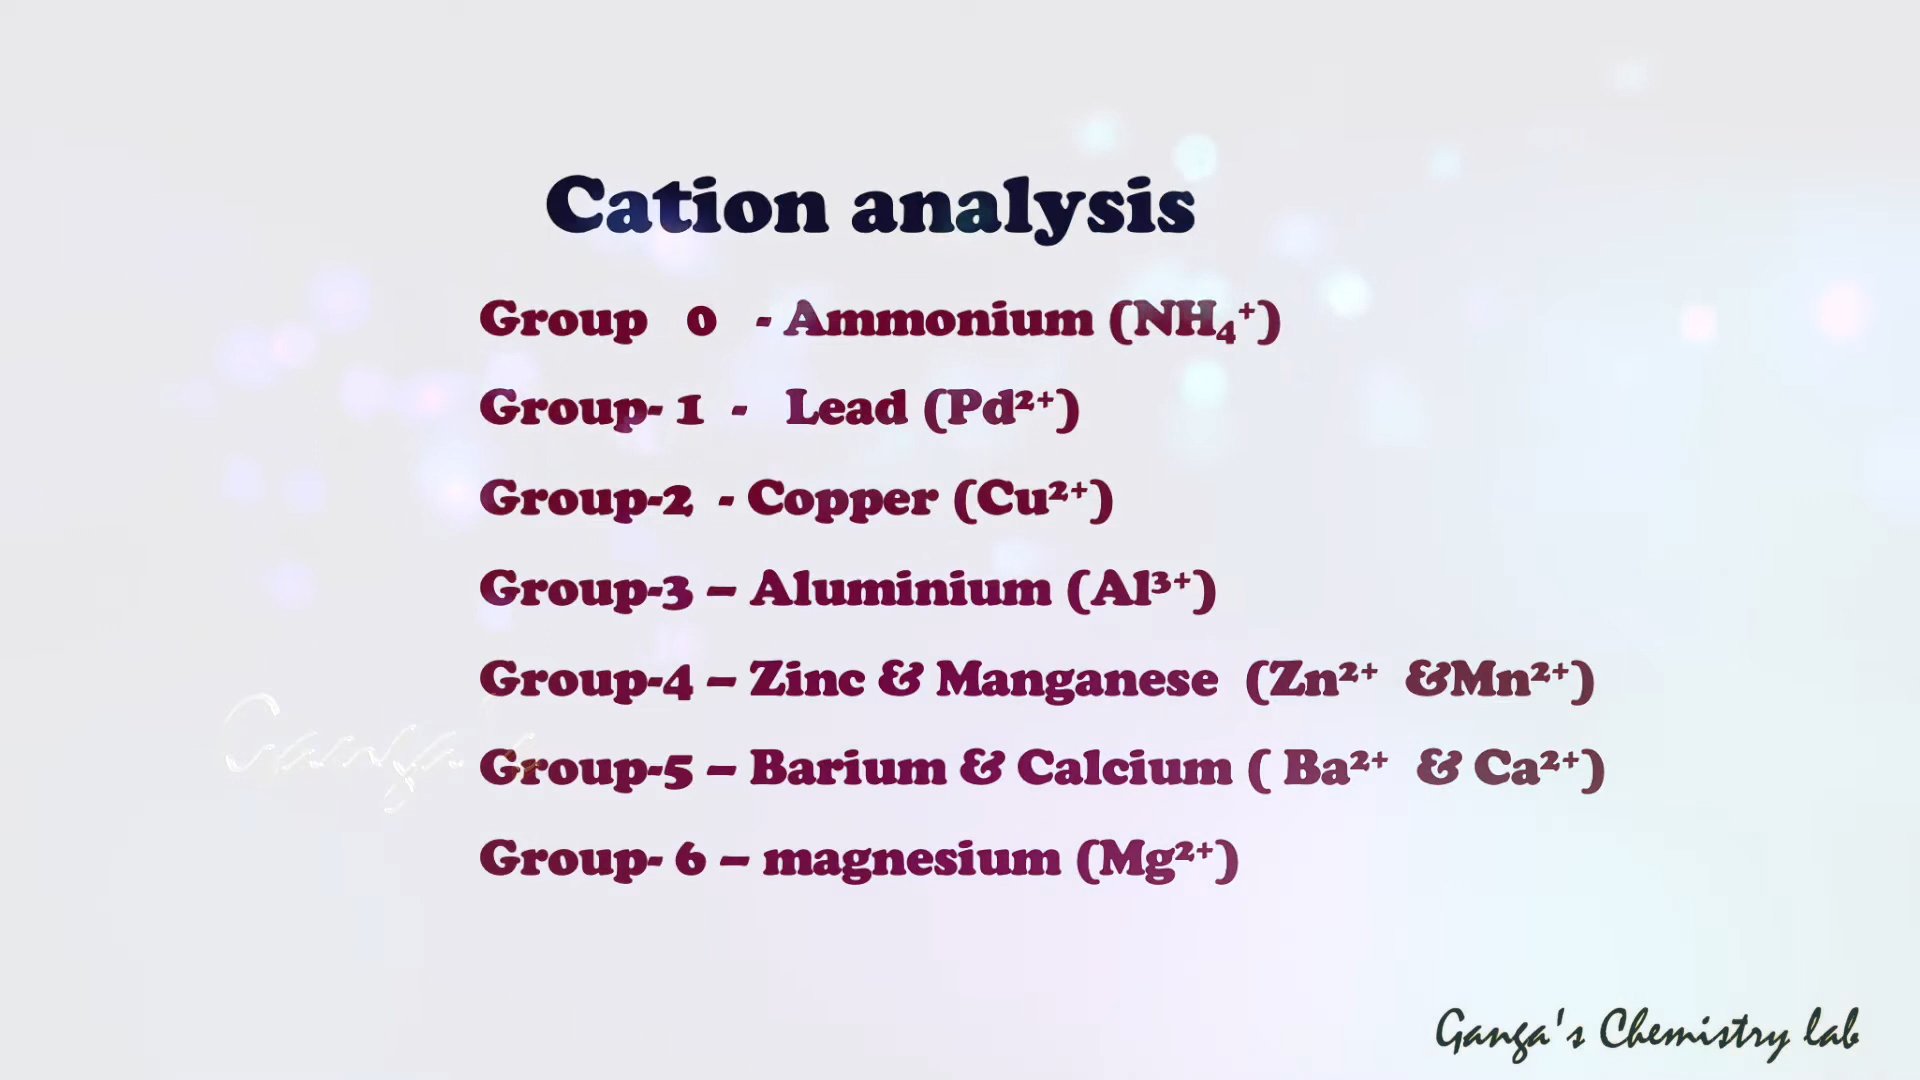 Cation analysis
Group 0 - Ammonium (NH₄⁺)
Group- 1 - Lead (Pd²⁺)
Group-2 - Copper (Cu²⁺)
Group-3 – Aluminium (Al³⁺)
Group-4 – Zinc & Manganese (Zn²⁺ &Mn²⁺)
Group-5 – Barium & Calcium ( Ba²⁺ & Ca²⁺)
Group- 6 – magnesium (Mg²⁺)
Ganga's
Ganga's Chemistry lab